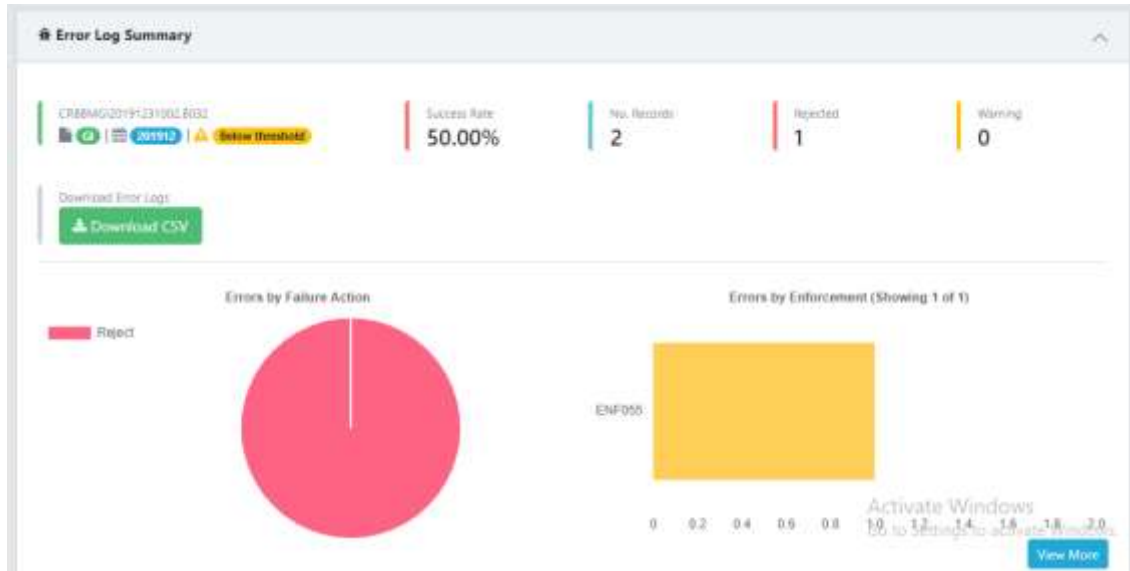 Error Log Summary
Success Rate
50.00%
No. Records
2
Rejected
1
Warning
0
201912
Below threshold
Download Error Logs
Download CSV
Errors by Failure Action
Reject
Errors by Enforcement (Showing 1 of 1)
ENF055
0 0.2 0.4 0.6 0.8 1.0 1.2 1.4 1.6 1.8 2.0
Activate Windows
Go to Settings to activate Windows.
View More